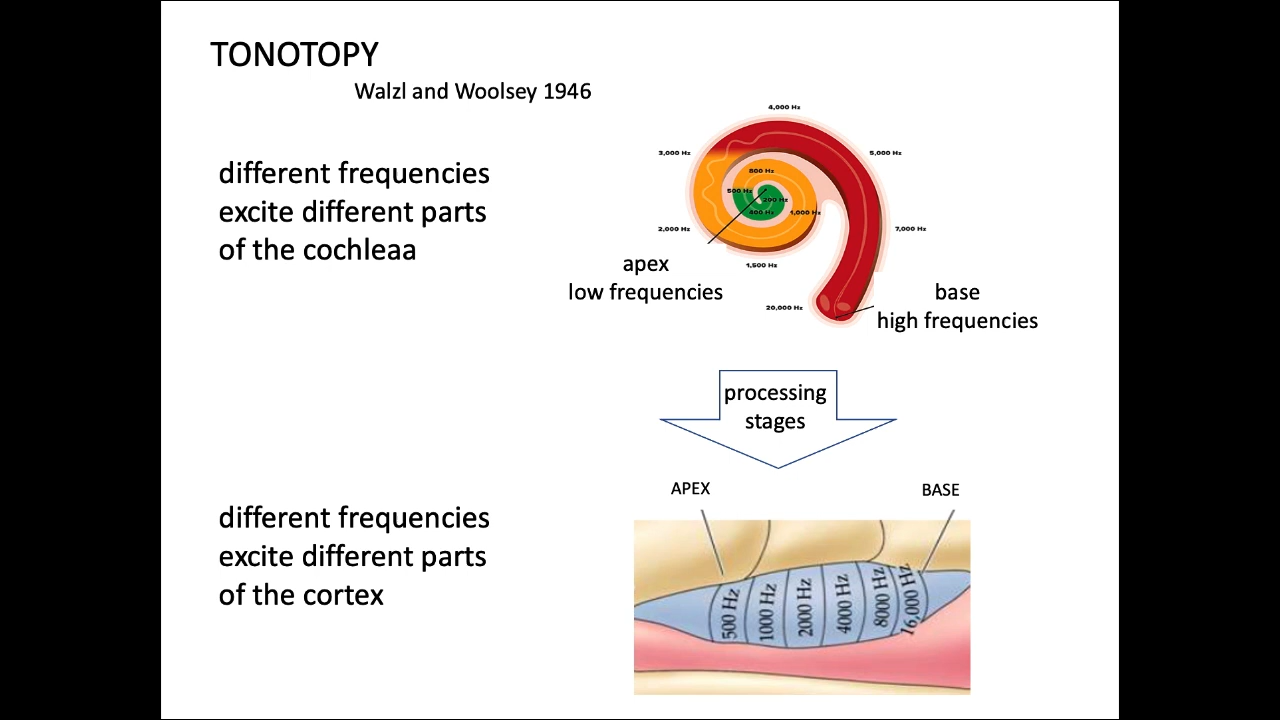 TONOTOPY
Walzl and Woolsey 1946
different frequencies
excite different parts
of the cochleaa
4,000 Hz
3,000 Hz
5,000 Hz
800 Hz
500 Hz
200 Hz
400 Hz
1,000 Hz
2,000 Hz
7,000 Hz
1,500 Hz
apex
low frequencies
20,000 Hz
base
high frequencies
processing
stages
APEX
BASE
different frequencies
excite different parts
of the cortex
500 Hz
1000 Hz
2000 Hz
4000 Hz
8000 Hz
16,000 Hz